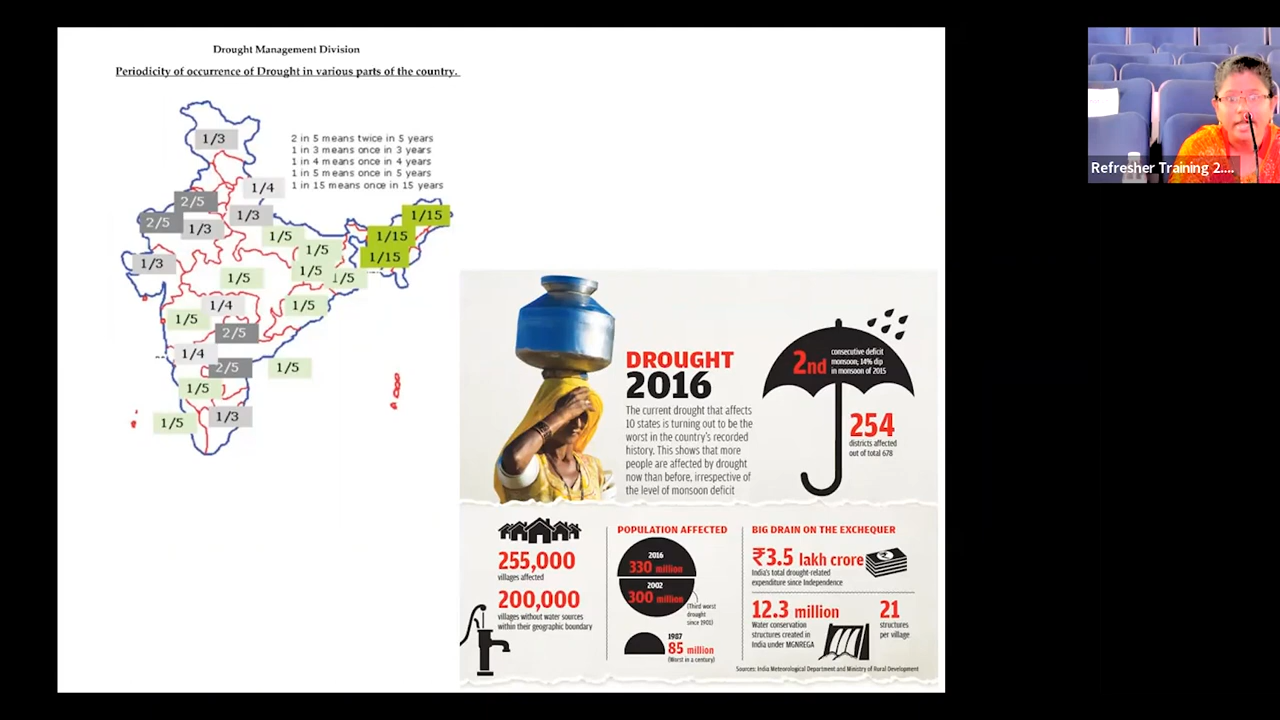 Drought Management Division
Periodicity of occurrence of Drought in various parts of the country.
2 in 5 means twice in 5 years
1 in 3 means once in 3 years
1 in 4 means once in 4 years
1 in 5 means once in 5 years
1 in 15 means once in 15 years
1/3
1/4
2/5
1/3
1/15
2/5
1/3
1/5
1/15
1/5
1/15
1/3
1/5
1/5
1/5
1/4
1/5
1/5
2/5
1/4
2/5
1/5
1/5
1/5
1/3
DROUGHT
2016
The current drought that affects
10 states is turning out to be the
worst in the country's recorded
history. This shows that more
people are affected by drought
now than before, irrespective of
the level of monsoon deficit
2nd
consecutive deficit
monsoon; 14% dip
in monsoon of 2015
254
districts affected
out of total 678
255,000
villages affected
200,000
villages without water sources
within their geographic boundary
POPULATION AFFECTED
2016
330 million
2002
300 million
(Third worst
drought
since 1901)
1987
85 million
(Worst in a century)
BIG DRAIN ON THE EXCHEQUER
₹3.5 lakh crore
India's total drought-related
expenditure since Independence
12.3 million
Water conservation
structures created in
India under MGNREGA
21
structures
per village
Sources: India Meteorological Department and Ministry of Rural Development
Refresher Training 2....